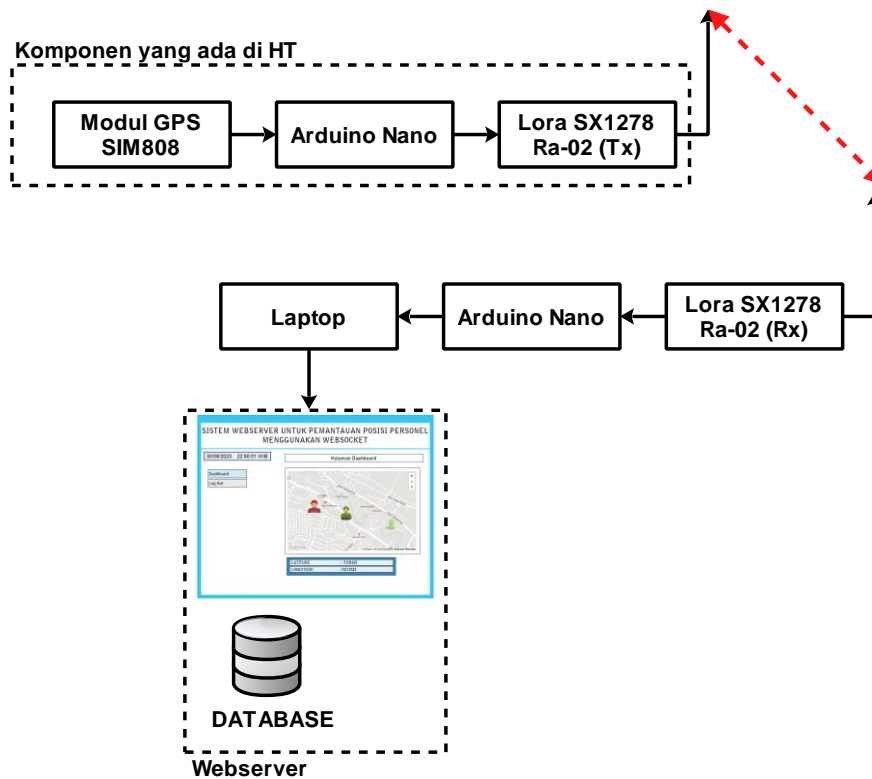 Komponen yang ada di HT
Modul GPS
SIM808
Arduino Nano
Lora SX1278
Ra-02 (Tx)
Laptop
Arduino Nano
Lora SX1278
Ra-02 (Rx)
SISTEM WEBSERVER UNTUK PEMANTAUAN POSISI PERSONEL
MENGGUNAKAN WEBSOCKET
Halaman Dashboard
Dashboard
Log Out
LATITUDE
LONGITUDE
DATABASE
Webserver